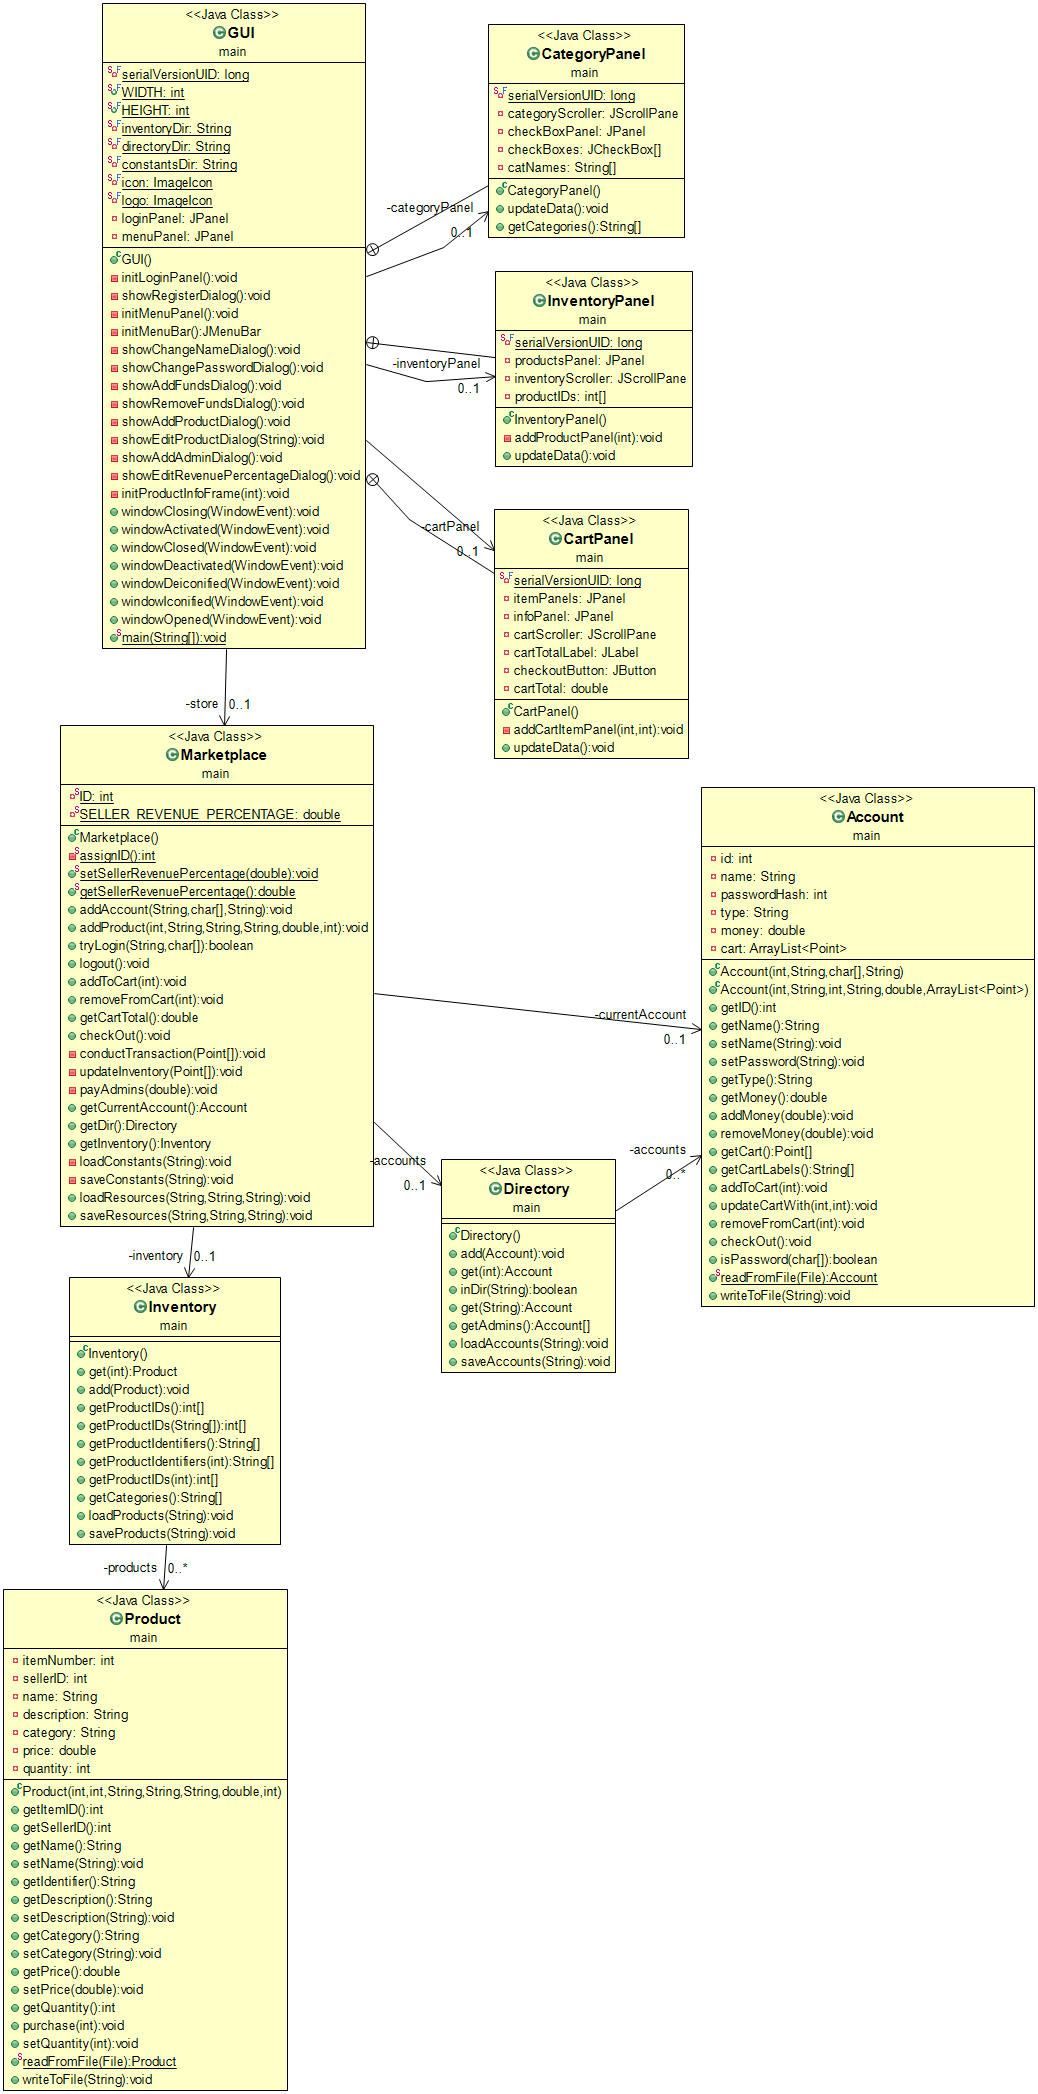 <<Java Class>>
GUI
main
serialVersionUID: long
WIDTH: int
HEIGHT: int
inventoryDir: String
directoryDir: String
constantsDir: String
icon: ImageIcon
logo: ImageIcon
loginPanel: JPanel
menuPanel: JPanel
GUI()
initLoginPanel():void
showRegisterDialog():void
initMenuPanel():void
initMenuBar():JMenuBar
showChangeNameDialog():void
showChangePasswordDialog():void
showAddFundsDialog():void
showRemoveFundsDialog():void
showAddProductDialog():void
showEditProductDialog(String):void
showAddAdminDialog():void
showEditRevenuePercentageDialog():void
initProductInfoFrame(int):void
windowClosing(WindowEvent):void
windowActivated(WindowEvent):void
windowClosed(WindowEvent):void
windowDeactivated(WindowEvent):void
windowDeiconified(WindowEvent):void
windowIconified(WindowEvent):void
windowOpened(WindowEvent):void
main(String[]):void
-categoryPanel
0..1
<<Java Class>>
CategoryPanel
main
serialVersionUID: long
categoryScroller: JScrollPane
checkBoxPanel: JPanel
checkBoxes: JCheckBox[]
catNames: String[]
CategoryPanel()
updateData():void
getCategories():String[]
-inventoryPanel
0..1
<<Java Class>>
InventoryPanel
main
serialVersionUID: long
productsPanel: JPanel
inventoryScroller: JScrollPane
productIDs: int[]
InventoryPanel()
addProductPanel(int):void
updateData():void
-cartPanel
0..1
<<Java Class>>
CartPanel
main
serialVersionUID: long
itemPanels: JPanel
infoPanel: JPanel
cartScroller: JScrollPane
cartTotalLabel: JLabel
checkoutButton: JButton
cartTotal: double
CartPanel()
addCartItemPanel(int,int):void
updateData():void
-store
0..1
<<Java Class>>
Marketplace
main
ID: int
SELLER_REVENUE_PERCENTAGE: double
Marketplace()
assignID():int
setSellerRevenuePercentage(double):void
getSellerRevenuePercentage():double
addAccount(String,char[],String):void
addProduct(int,String,String,String,double,int):void
tryLogin(String,char[]):boolean
logout():void
addToCart(int):void
removeFromCart(int):void
getCartTotal():double
checkOut():void
conductTransaction(Point[]):void
updateInventory(Point[]):void
payAdmins(double):void
getCurrentAccount():Account
getDir():Directory
getInventory():Inventory
loadConstants(String):void
saveConstants(String):void
loadResources(String,String,String):void
saveResources(String,String,String):void
-currentAccount
0..1
<<Java Class>>
Account
main
id: int
name: String
passwordHash: int
type: String
money: double
cart: ArrayList<Point>
Account(int,String,char[],String)
Account(int,String,int,String,double,ArrayList<Point>)
getID():int
getName():String
setName(String):void
setPassword(String):void
getType():String
getMoney():double
addMoney(double):void
removeMoney(double):void
getCart():Point[]
getCartLabels():String[]
addToCart(int):void
updateCartWith(int,int):void
removeFromCart(int):void
checkOut():void
isPassword(char[]):boolean
readFromFile(File):Account
writeToFile(String):void
-accounts
0..1
-accounts
0..*
<<Java Class>>
Directory
main
Directory()
add(Account):void
get(int):Account
inDir(String):boolean
get(String):Account
getAdmins():Account[]
loadAccounts(String):void
saveAccounts(String):void
-inventory
0..1
<<Java Class>>
Inventory
main
Inventory()
get(int):Product
add(Product):void
getProductIDs():int[]
getProductIDs(String[]):int[]
getProductIdentifiers():String[]
getProductIdentifiers(int):String[]
getProductIDs(int):int[]
getCategories():String[]
loadProducts(String):void
saveProducts(String):void
-products
0..*
<<Java Class>>
Product
main
itemNumber: int
sellerID: int
name: String
description: String
category: String
price: double
quantity: int
Product(int,int,String,String,String,double,int)
getItemID():int
getSellerID():int
getName():String
setName(String):void
getIdentifier():String
getDescription():String
setDescription(String):void
getCategory():String
setCategory(String):void
getPrice():double
setPrice(double):void
getQuantity():int
purchase(int):void
setQuantity(int):void
readFromFile(File):Product
writeToFile(String):void